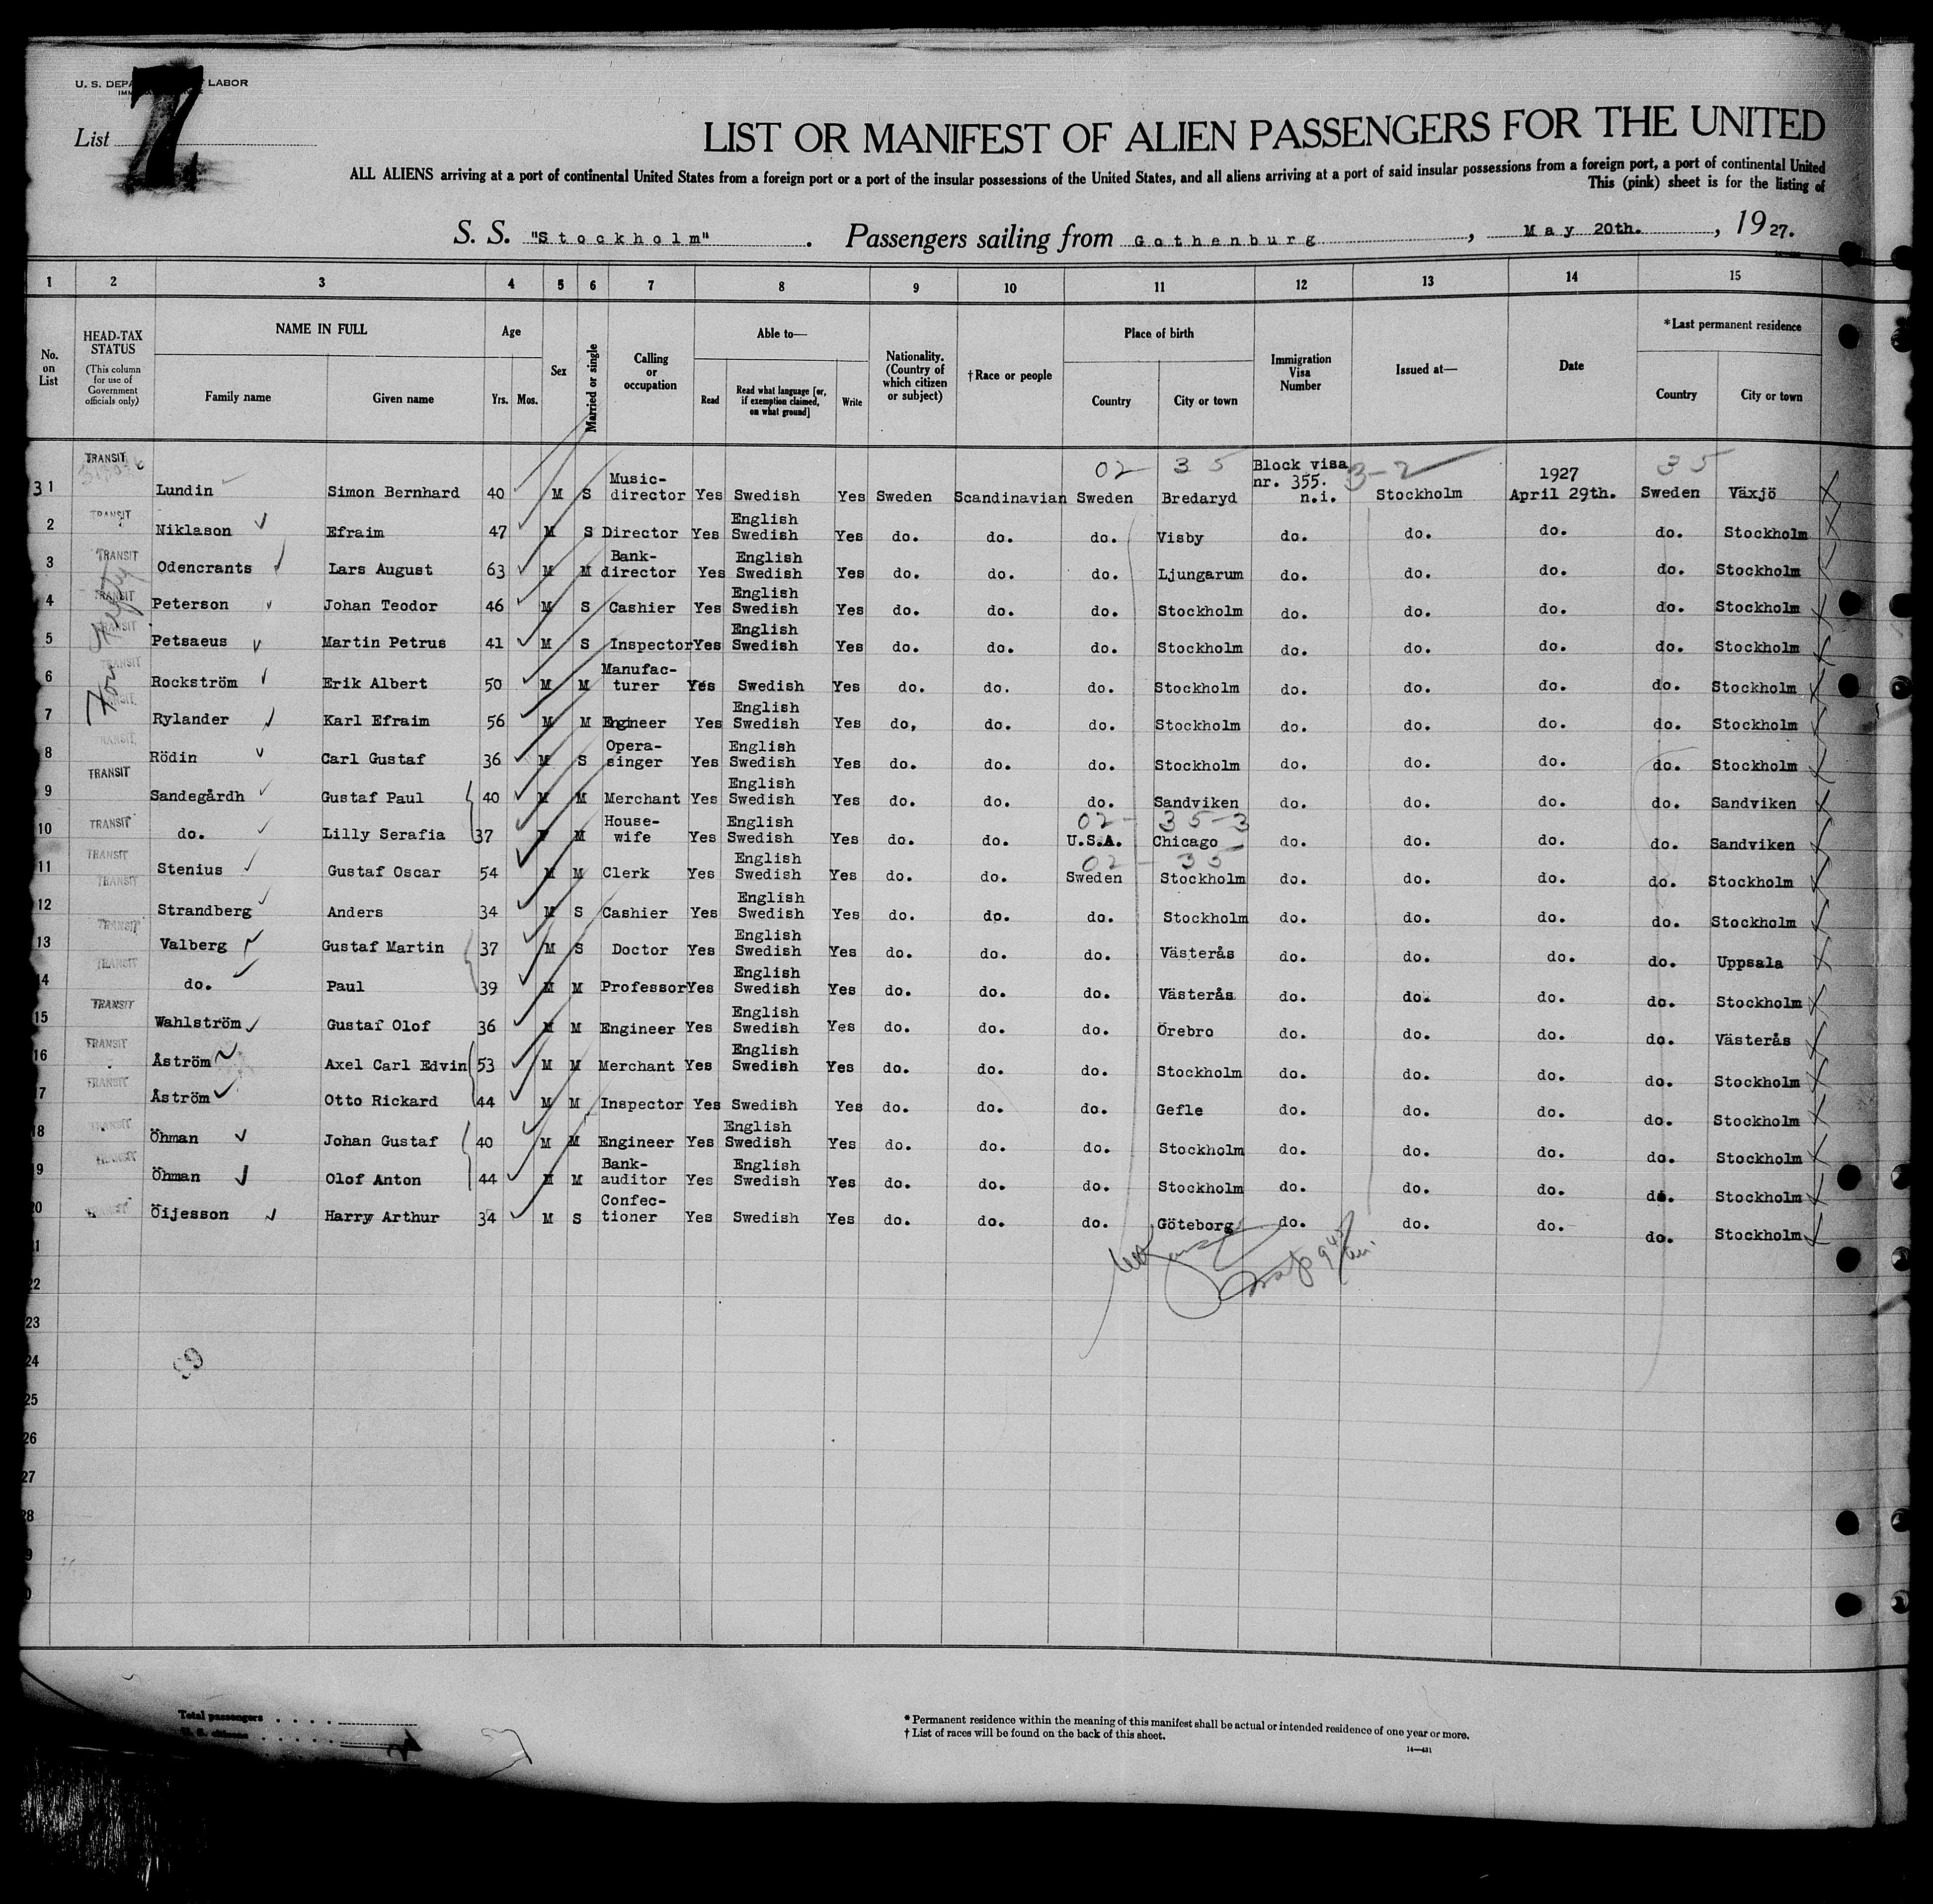 U. S. DEPA LABOR
List 7
LIST OR MANIFEST OF ALIEN PASSENGERS FOR THE UNITED
ALL ALIENS arriving at a port of continental United States from a foreign port or a port of the insular possessions of the United States, and all aliens arriving at a port of said insular possessions from a foreign port, a port of continental United
This (pink) sheet is for the listing of
S. S. "Stockholm". Passengers sailing from Gothenburg, May 20th., 1927.
1 2 3 4 5 6 7 8 9 10 11 12 13 14 15
No. on List
HEAD-TAX STATUS
(This column for use of Government officials only)
NAME IN FULL
Family name Given name
Age
Yrs. Mos.
Sex
Married or single
Calling or occupation
Able to—
Read
Read what language [or, if exemption claimed, on what ground]
Write
Nationality. (Country of which citizen or subject)
†Race or people
Place of birth
Country City or town
Immigration Visa Number
Issued at—
Date
*Last permanent residence
Country City or town
02 35 3-2 35
31 TRANSIT Lundin Simon Bernhard 40 M S Music-director Yes Swedish Yes Sweden Scandinavian Sweden Bredaryd Block visa nr. 355. n.i. Stockholm 1927 April 29th. Sweden Växjö
2 TRANSIT Niklason Efraim 47 M S Director Yes English Swedish Yes do. do. do. Visby do. do. do. do. Stockholm
3 TRANSIT Odencrants Lars August 63 M M Bank-director Yes English Swedish Yes do. do. do. Ljungarum do. do. do. do. Stockholm
4 TRANSIT Peterson Johan Teodor 46 M S Cashier Yes English Swedish Yes do. do. do. Stockholm do. do. do. do. Stockholm
5 TRANSIT Petsaeus Martin Petrus 41 M S Inspector Yes English Swedish Yes do. do. do. Stockholm do. do. do. do. Stockholm
6 TRANSIT Rockström Erik Albert 50 M M Manufac-turer Yes Swedish Yes do. do. do. Stockholm do. do. do. do. Stockholm
7 TRANSIT Rylander Karl Efraim 56 M M Engineer Yes English Swedish Yes do, do. do. Stockholm do. do. do. do. Stockholm
8 TRANSIT Rödin Carl Gustaf 36 M S Opera-singer Yes English Swedish Yes do. do. do. Stockholm do. do. do. do. Stockholm
9 TRANSIT Sandegårdh Gustaf Paul 40 M M Merchant Yes English Swedish Yes do. do. do. Sandviken do. do. do. do. Sandviken
02- 35-3
10 TRANSIT do. Lilly Serafia 37 F M House-wife Yes English Swedish Yes do. do. U.S.A. Chicago do. do. do. do. Sandviken
02 - 35
11 TRANSIT Stenius Gustaf Oscar 54 M M Clerk Yes English Swedish Yes do. do. Sweden Stockholm do. do. do. do. Stockholm
12 TRANSIT Strandberg Anders 34 M S Cashier Yes English Swedish Yes do. do. do. Stockholm do. do. do. do. Stockholm
13 TRANSIT Valberg Gustaf Martin 37 M S Doctor Yes English Swedish Yes do. do. do. Västerås do. do. do. do. Uppsala
14 TRANSIT do. Paul 39 M M Professor Yes English Swedish Yes do. do. do. Västerås do. do. do. do. Stockholm
15 TRANSIT Wahlström Gustaf Olof 36 M M Engineer Yes English Swedish Yes do. do. do. Örebro do. do. do. do. Västerås
16 TRANSIT Åström Axel Carl Edvin 53 M M Merchant Yes English Swedish Yes do. do. do. Stockholm do. do. do. do. Stockholm
7 TRANSIT Åström Otto Rickard 44 M M Inspector Yes Swedish Yes do. do. do. Gefle do. do. do. do. Stockholm
18 TRANSIT Öhman Johan Gustaf 40 M M Engineer Yes English Swedish Yes do. do. do. Stockholm do. do. do. do. Stockholm
19 TRANSIT Öhman Olof Anton 44 M M Bank-auditor Yes English Swedish Yes do. do. do. Stockholm do. do. do. do. Stockholm
20 TRANSIT Öijesson Harry Arthur 34 M S Confec-tioner Yes Swedish Yes do. do. do. Göteborg do. do. do. do. Stockholm
22
23
24
25
26
27
28
Total passengers
U. S. citizens
* Permanent residence within the meaning of this manifest shall be actual or intended residence of one year or more.
† List of races will be found on the back of this sheet.
14—431